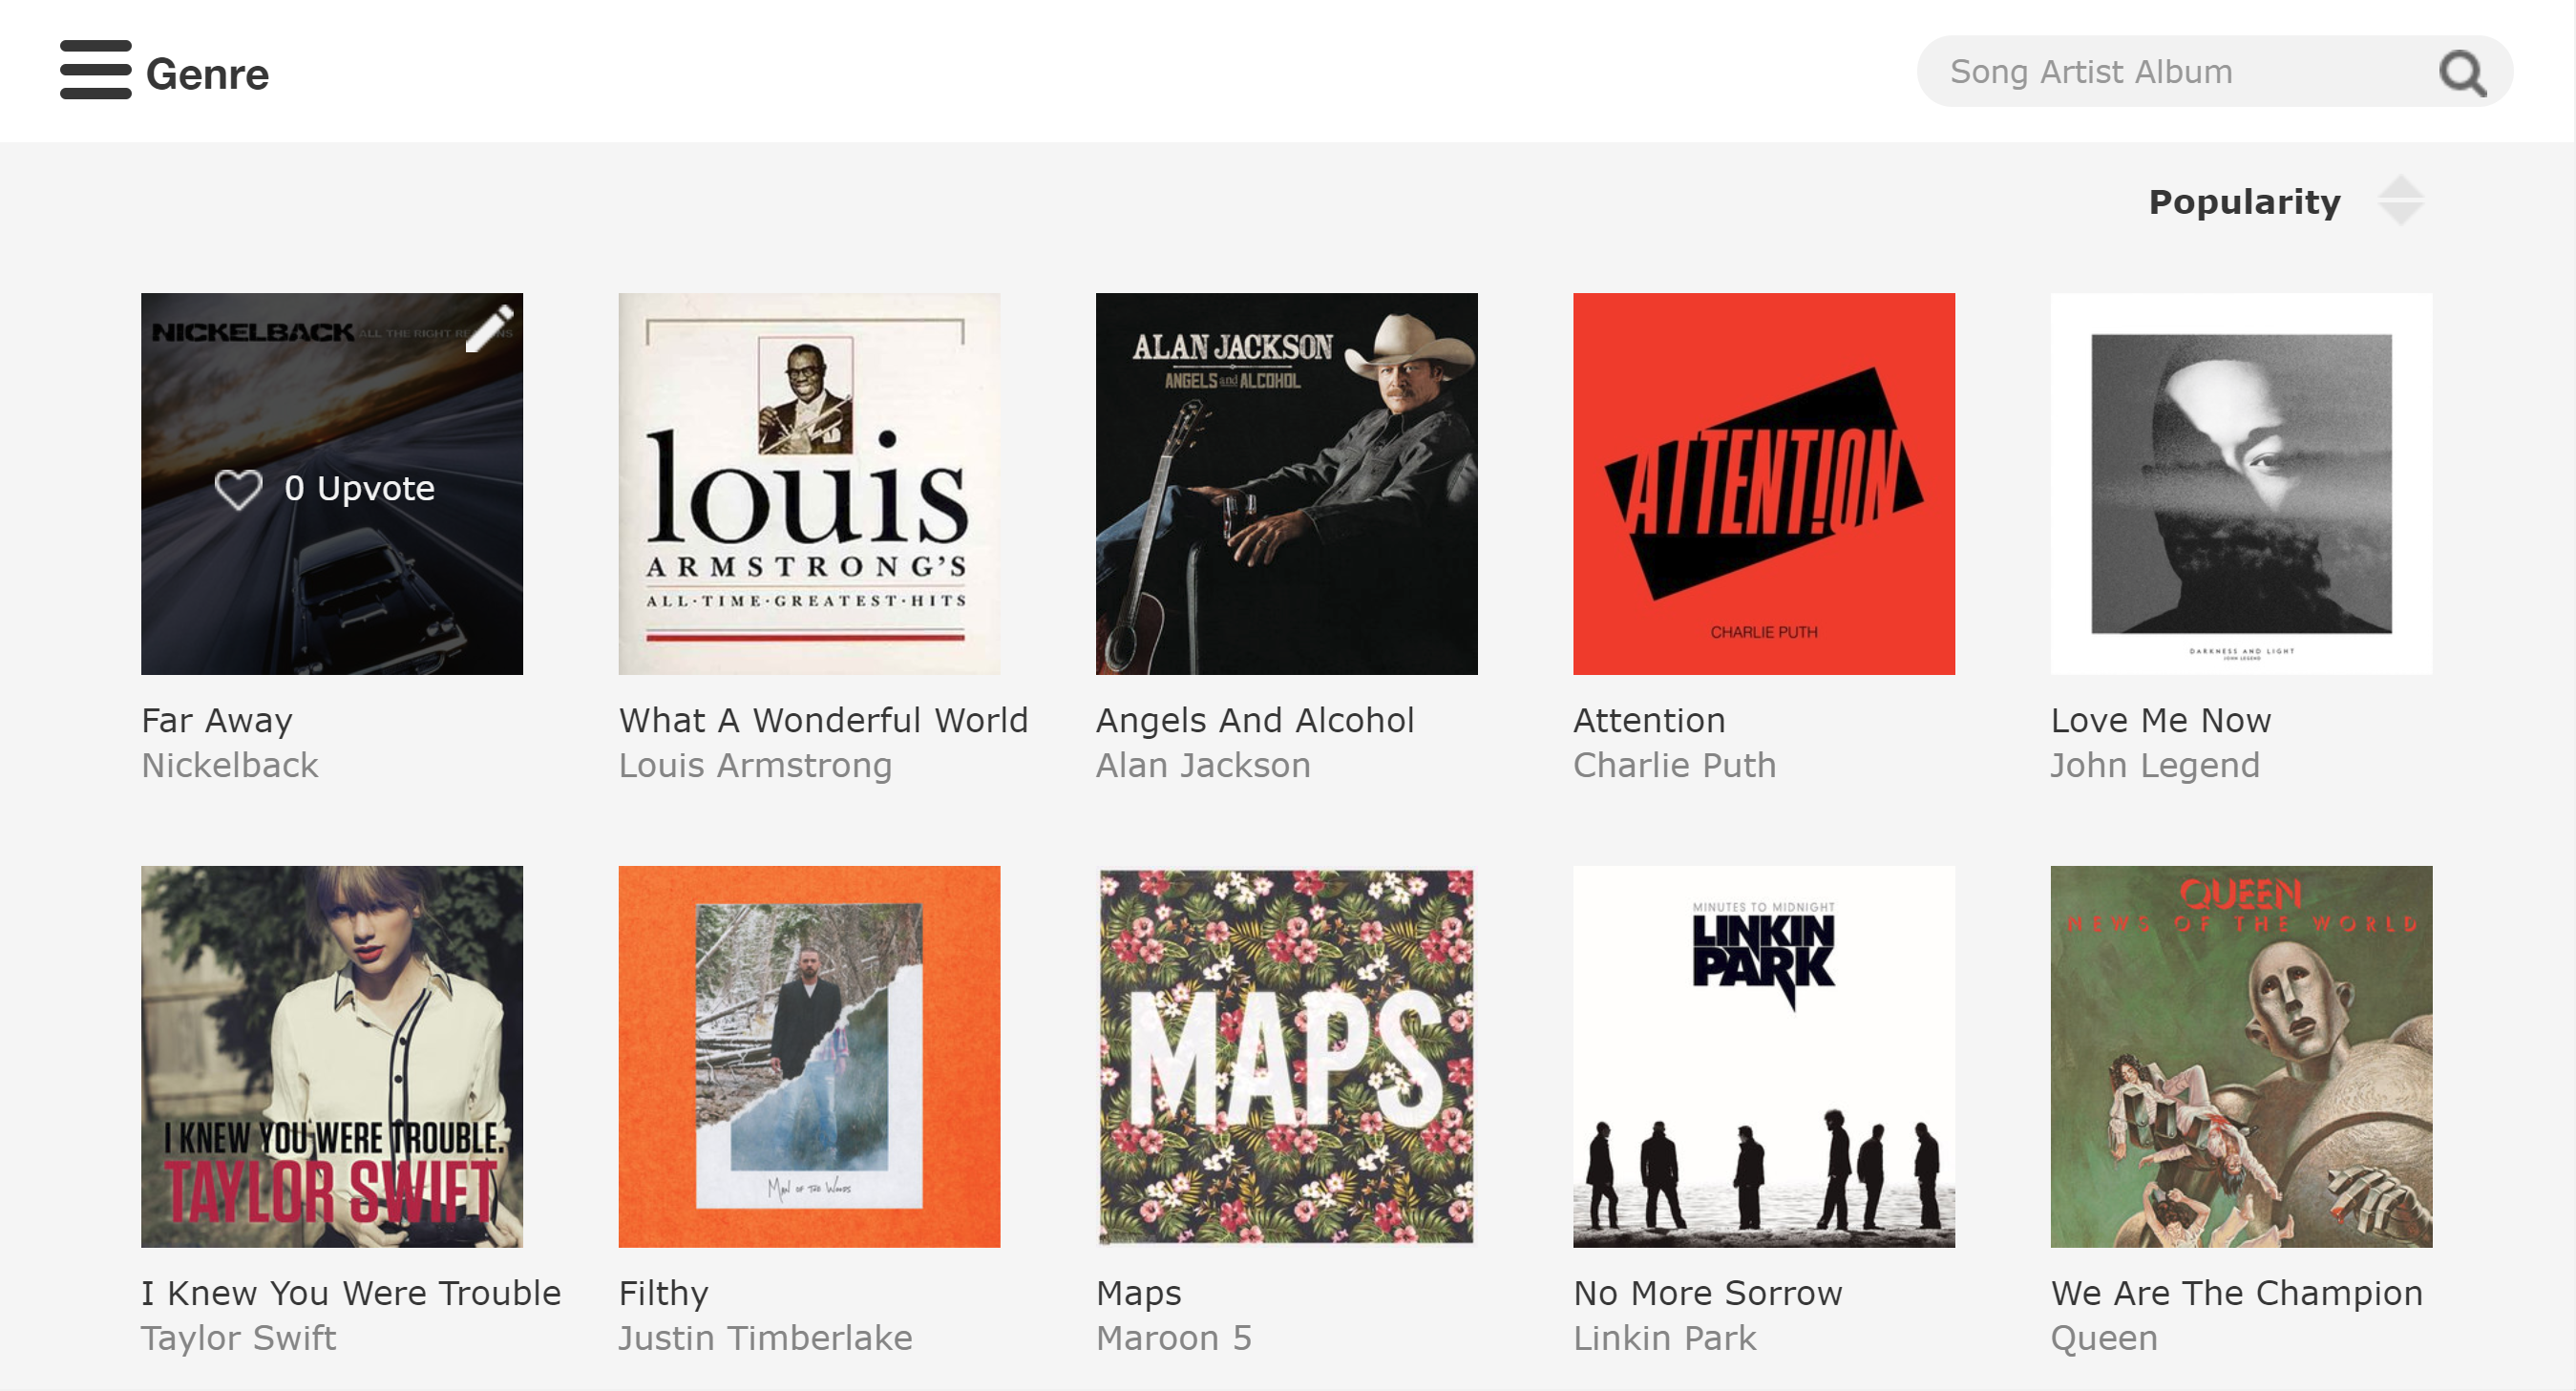 Genre
Song Artist Album
Popularity
NICKELBACK ALL THE RIGHT
0 Upvote
louis
ARMSTRONG'S
ALL·TIME·GREATEST·HITS
ALAN JACKSON
ANGELS and ALCOHOL
ATTENT!ON
CHARLIE PUTH
DARKNESS AND LIGHT
JOHN LEGEND
Far Away
Nickelback
What A Wonderful World
Louis Armstrong
Angels And Alcohol
Alan Jackson
Attention
Charlie Puth
Love Me Now
John Legend
I KNEW YOU WERE TROUBLE.
TAYLOR SWIFT
MAN OF THE WOODS
MAPS
MINUTES TO MIDNIGHT
LINKIN
PARK
QUEEN
NEWS OF THE WORLD
I Knew You Were Trouble
Taylor Swift
Filthy
Justin Timberlake
Maps
Maroon 5
No More Sorrow
Linkin Park
We Are The Champion
Queen